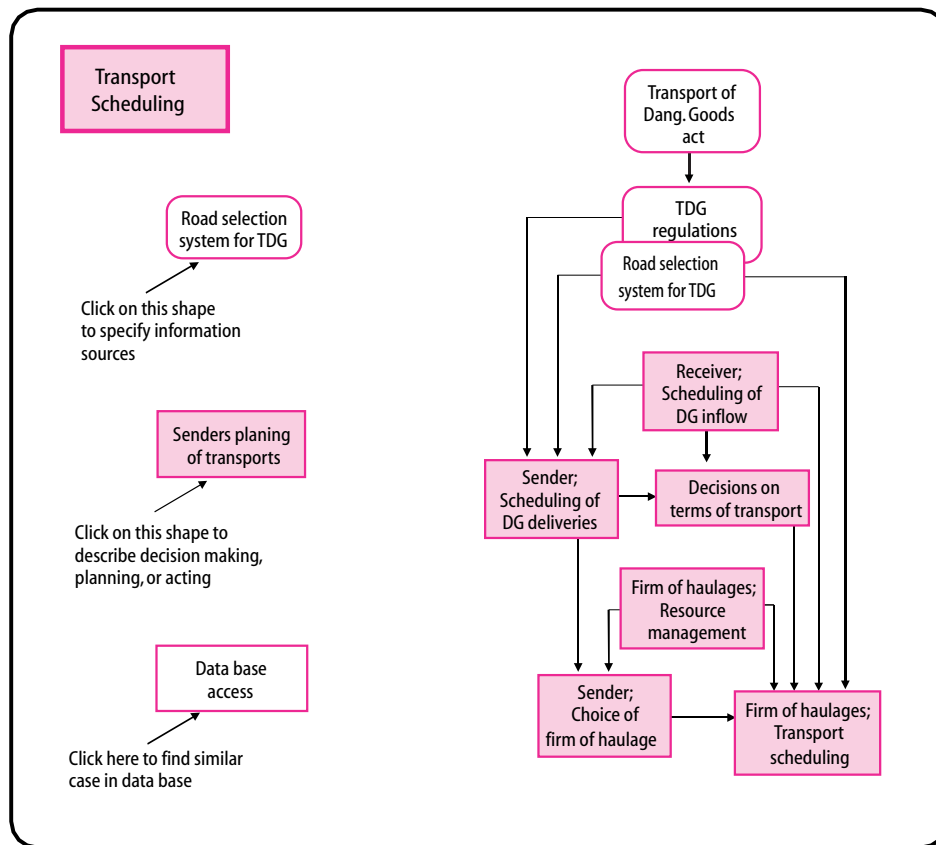 Transport
Scheduling
Road selection
system for TDG
Click on this shape
to specify information
sources
Senders planing
of transports
Click on this shape to
describe decision making,
planning, or acting
Data base
access
Click here to find similar
case in data base
Transport of
Dang. Goods
act
TDG
regulations
Road selection
system for TDG
Receiver;
Scheduling of
DG inflow
Sender;
Scheduling of
DG deliveries
Decisions on
terms of transport
Firm of haulages;
Resource
management
Sender;
Choice of
firm of haulage
Firm of haulages;
Transport
scheduling